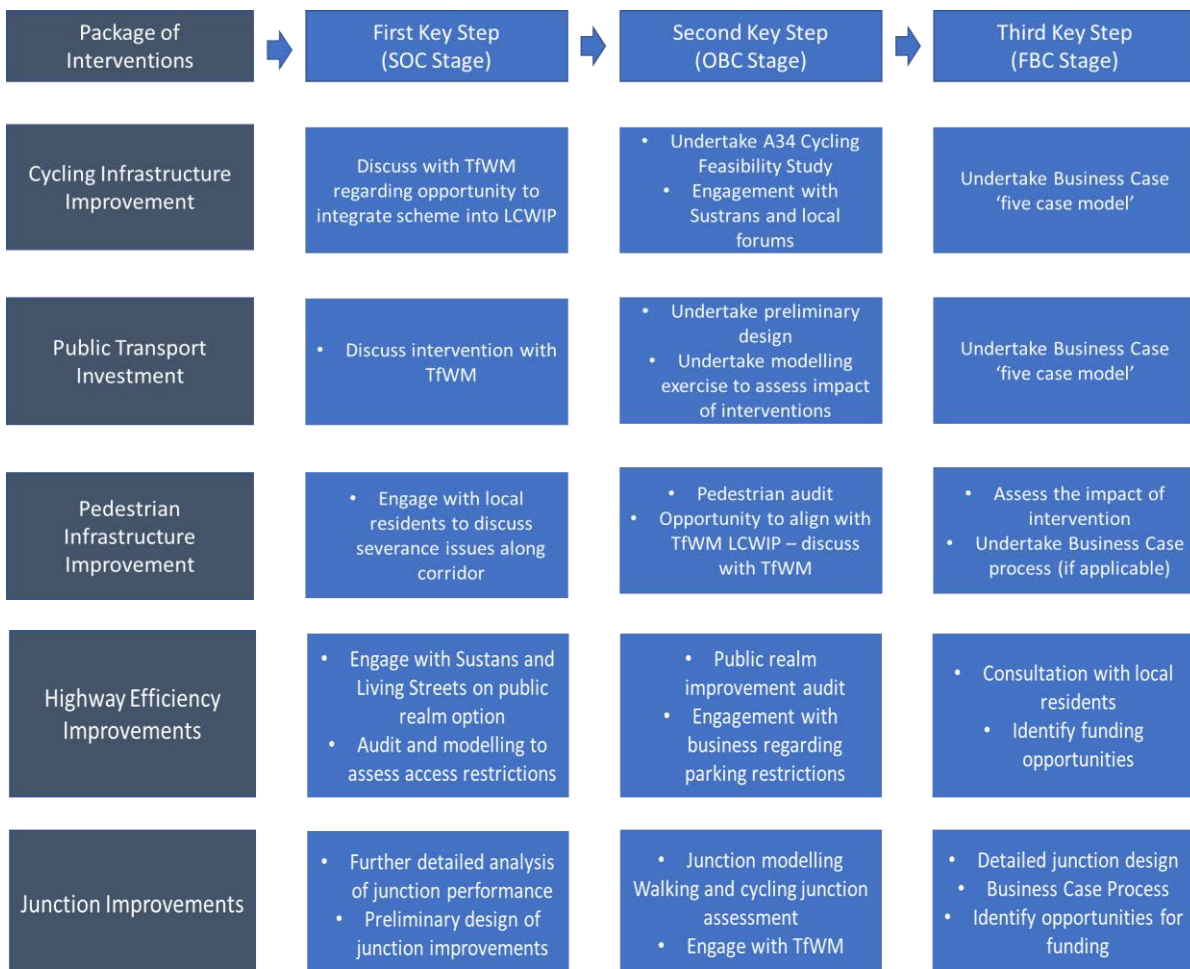 Package of
Interventions
First Key Step
(SOC Stage)
Second Key Step
(OBC Stage)
Third Key Step
(FBC Stage)
Cycling Infrastructure
Improvement
Discuss with TfWM
regarding opportunity to
integrate scheme into LCWIP
• Undertake A34 Cycling
Feasibility Study
• Engagement with
Sustrans and local
forums
Undertake Business Case
‘five case model’
Public Transport
Investment
• Discuss intervention with
TfWM
• Undertake preliminary
design
• Undertake modelling
exercise to assess impact
of interventions
Undertake Business Case
‘five case model’
Pedestrian
Infrastructure
Improvement
• Engage with local
residents to discuss
severance issues along
corridor
• Pedestrian audit
• Opportunity to align with
TfWM LCWIP – discuss
with TfWM
• Assess the impact of
intervention
• Undertake Business Case
process (if applicable)
Highway Efficiency
Improvements
• Engage with Sustans and
Living Streets on public
realm option
• Audit and modelling to
assess access restrictions
• Public realm
improvement audit
• Engagement with
business regarding
parking restrictions
• Consultation with local
residents
• Identify funding
opportunities
Junction Improvements
• Further detailed analysis
of junction performance
• Preliminary design of
junction improvements
• Junction modelling
Walking and cycling junction
assessment
• Engage with TfWM
• Detailed junction design
• Business Case Process
• Identify opportunities for
funding